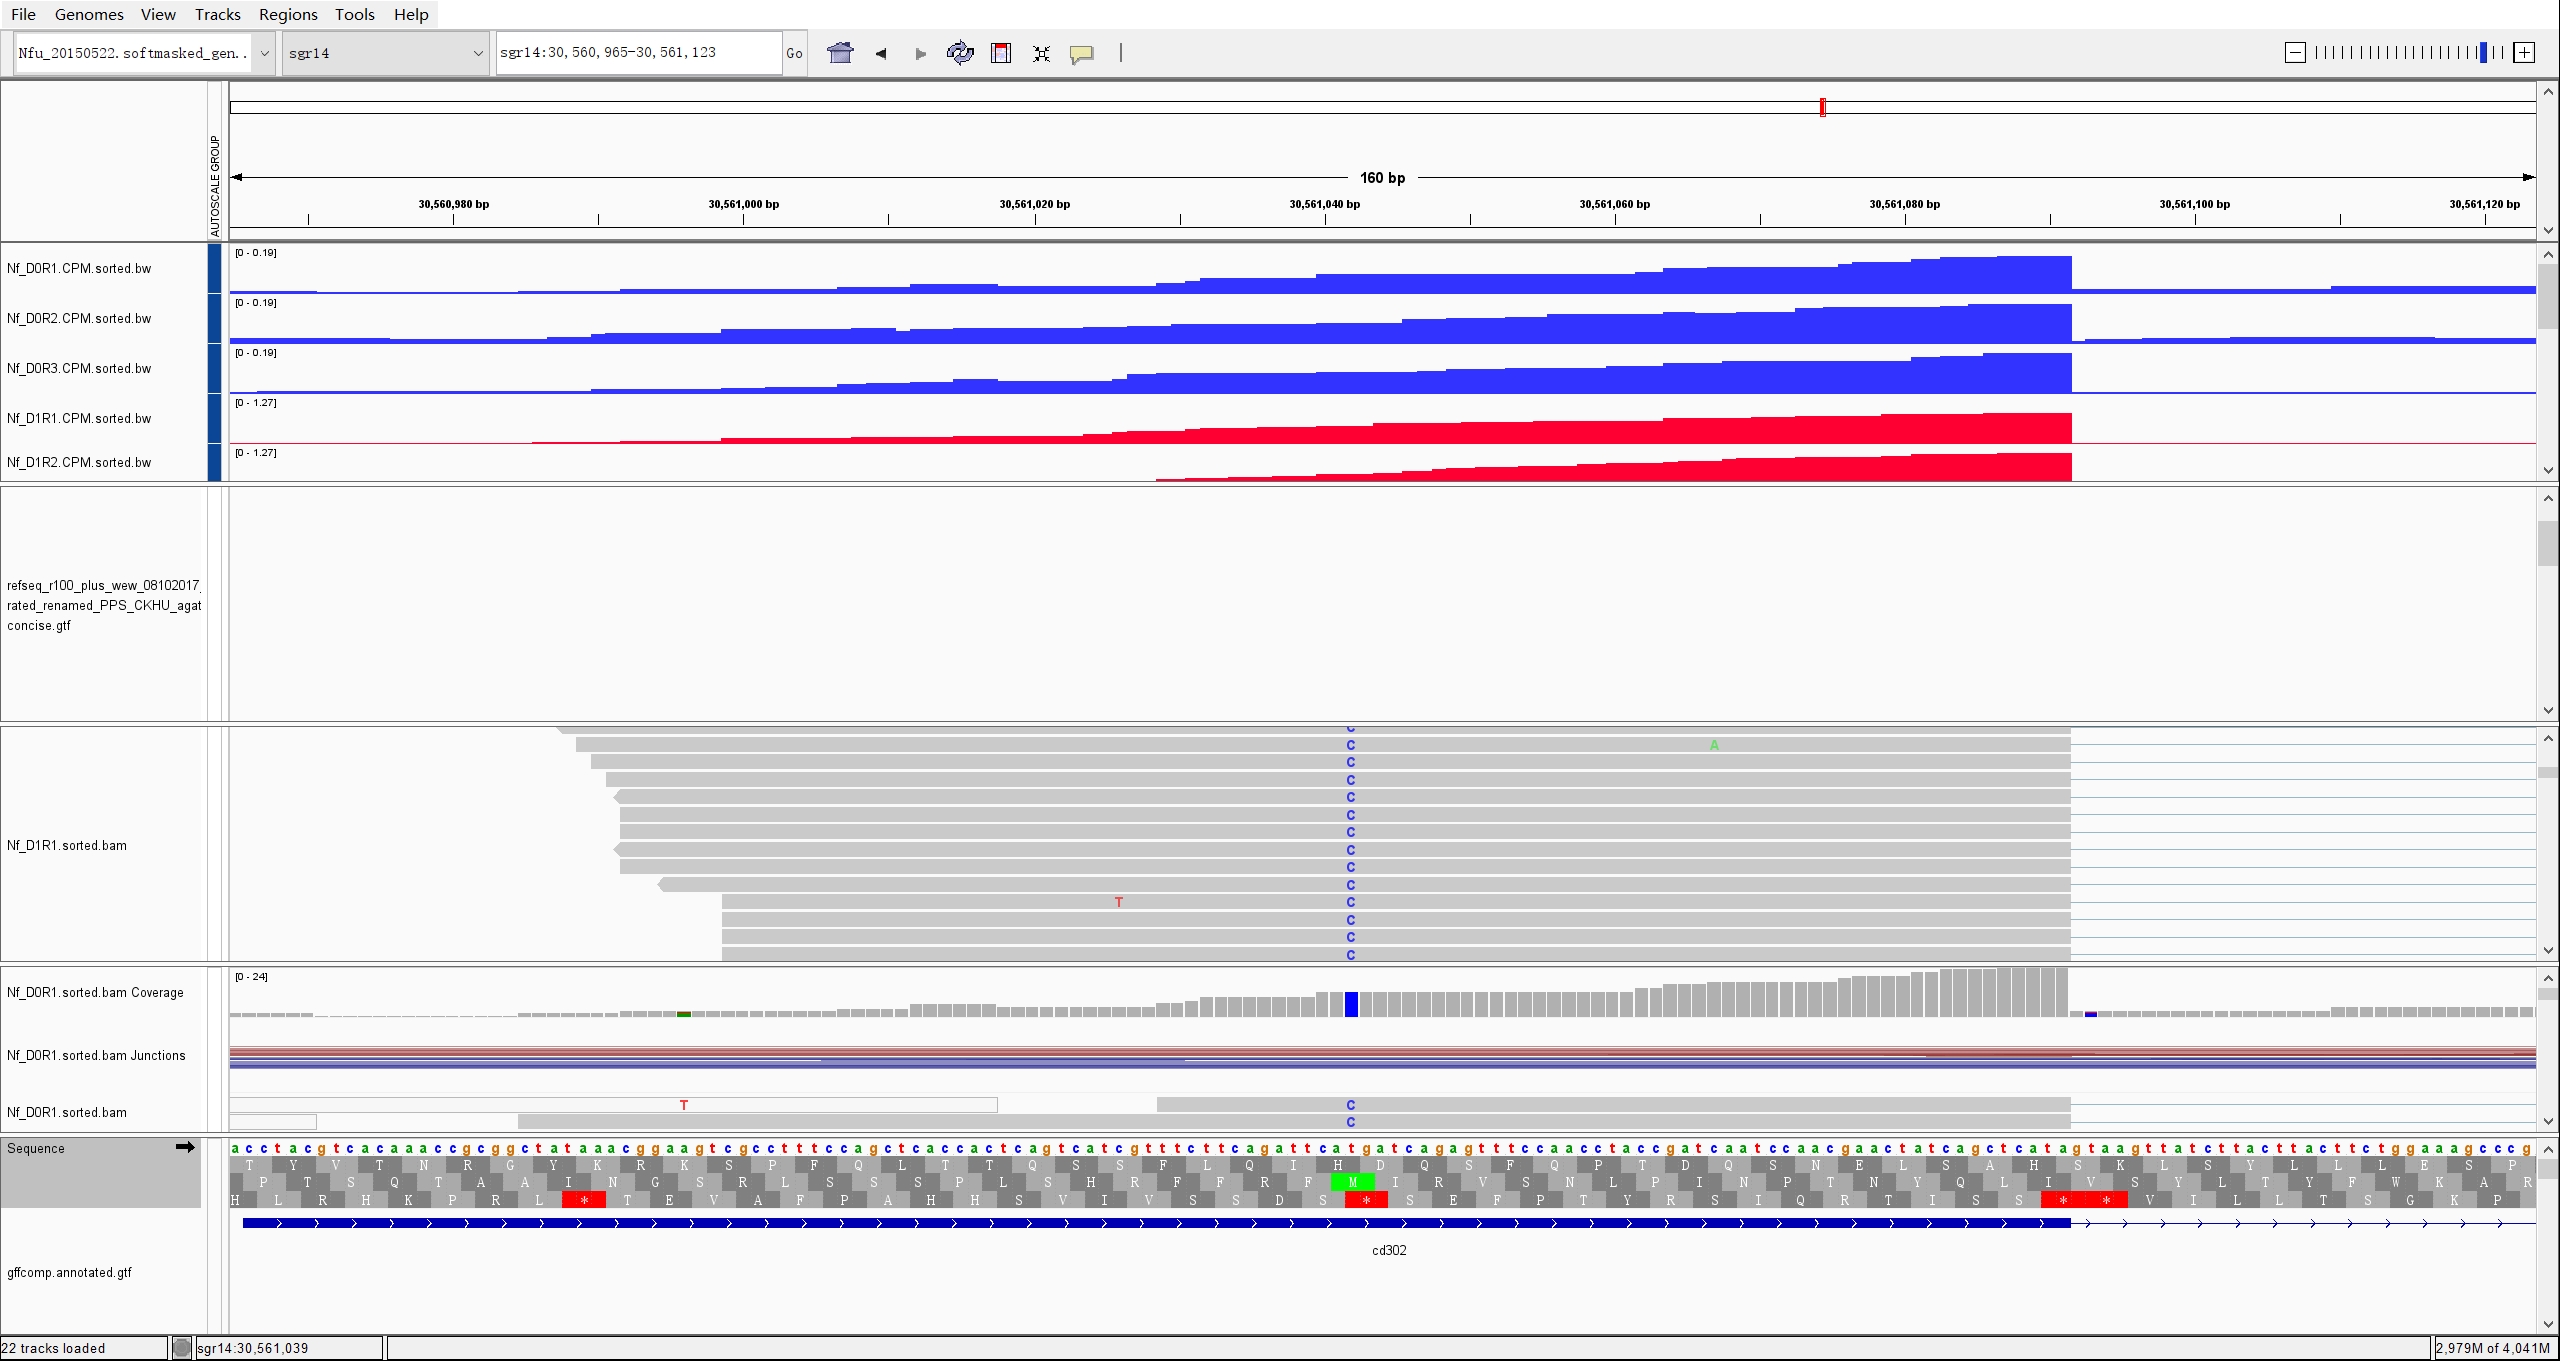 File Genomes View Tracks Regions Tools Help
Nfu_20150522.softmasked_gen.. sgr14 sgr14:30,560,965-30,561,123 Go
AUTOSCALE GROUP
160 bp
30,560,980 bp 30,561,000 bp 30,561,020 bp 30,561,040 bp 30,561,060 bp 30,561,080 bp 30,561,100 bp 30,561,120 bp
[0 - 0.19]
Nf_D0R1.CPM.sorted.bw
[0 - 0.19]
Nf_D0R2.CPM.sorted.bw
[0 - 0.19]
Nf_D0R3.CPM.sorted.bw
[0 - 1.27]
Nf_D1R1.CPM.sorted.bw
[0 - 1.27]
Nf_D1R2.CPM.sorted.bw
refseq_r100_plus_wew_08102017_
rated_renamed_PPS_CKHU_agat
concise.gtf
C
C A
C
C
C
C
C
C
C
C
T C
C
C
C
Nf_D1R1.sorted.bam
[0 - 24]
Nf_D0R1.sorted.bam Coverage
Nf_D0R1.sorted.bam Junctions
T C
Nf_D0R1.sorted.bam
C
Sequence a c c t a c g t c a c a a a c c g c g g c t a t a a a c g g a a g t c g c c t t t c c a g c t c a c c a c t c a g t c a t c g t t t c t t c a g a t t c a t g a t c a g a g t t t c c a a c c t a c c g a t c a a t c c a a c g a a c t a t c a g c t c a t a g t a a g t t a t c t t a c t t a c t t c t g g a a a g c c c g
T Y V T N R G Y K R K S P F Q L T T Q S S F L Q I H D Q S F Q P T D Q S N E L S A H S K L S Y L L L E S P
P T S Q T A A I N G S R L S S S P L S H R F F R F M I R V S N L P I N P T N Y Q L I V S Y L T Y F W K A R
H L R H K P R L * T E V A F P A H H S V I V S S D S * S E F P T Y R S I Q R T I S S * * V I L L T S G K P
cd302
gffcomp.annotated.gtf
22 tracks loaded sgr14:30,561,039 2,979M of 4,041M